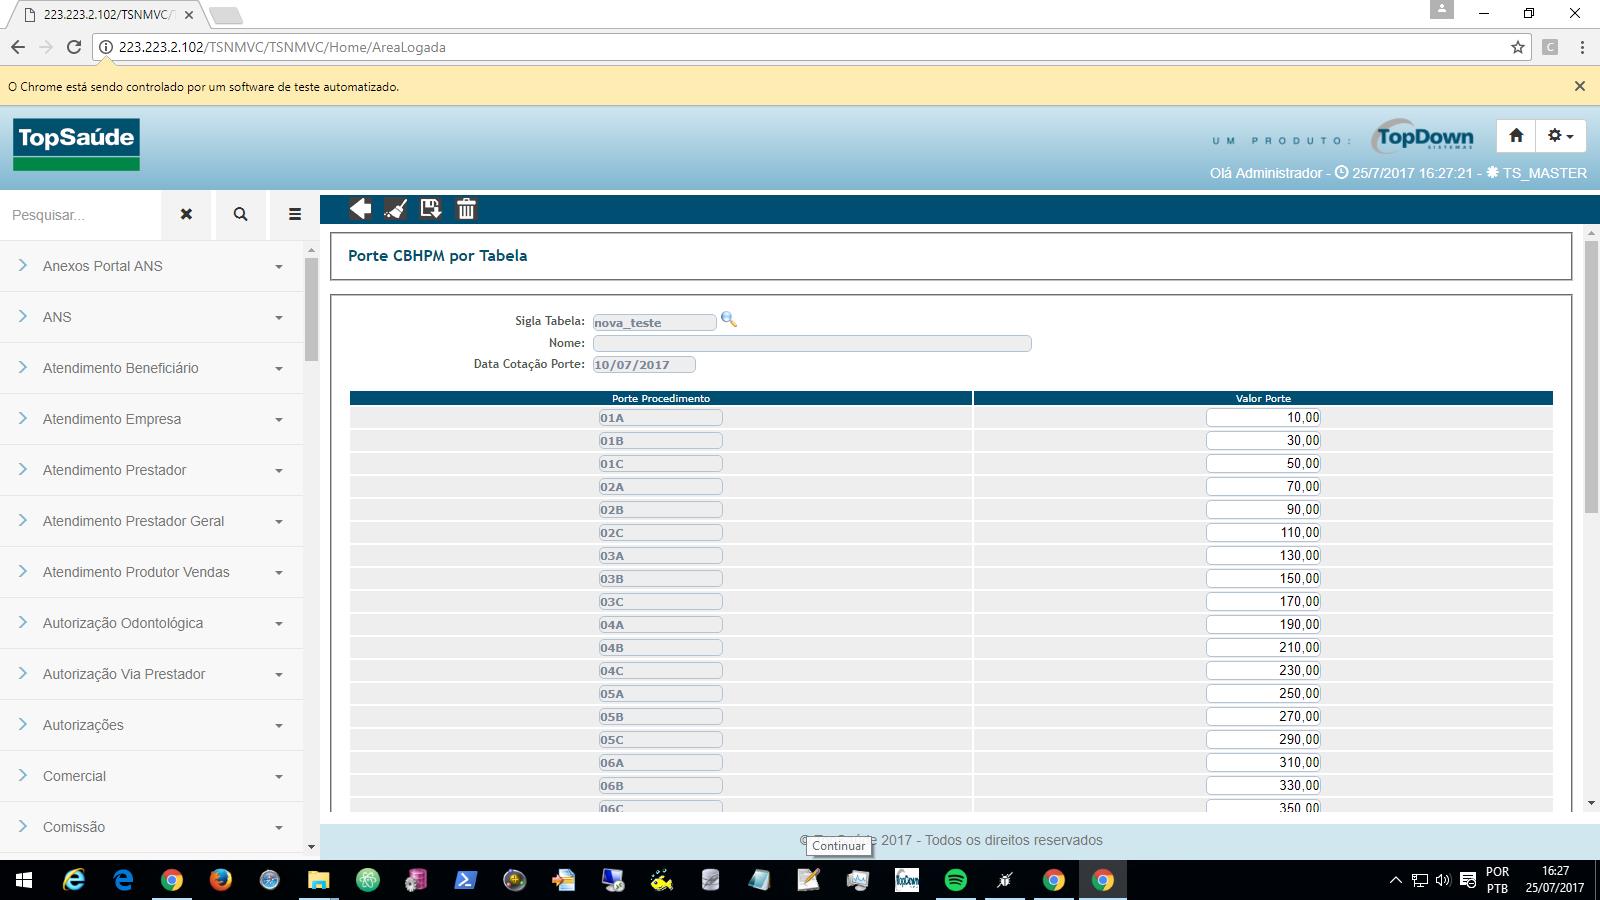 223.223.2.102/TSNMVC/T
223.223.2.102/TSNMVC/TSNMVC/Home/AreaLogada
O Chrome está sendo controlado por um software de teste automatizado.
TopSaúde
UM PRODUTO:
TopDown
SISTEMAS
Olá Administrador - 25/7/2017 16:27:21 - TS_MASTER
Pesquisar...
Anexos Portal ANS
ANS
Atendimento Beneficiário
Atendimento Empresa
Atendimento Prestador
Atendimento Prestador Geral
Atendimento Produtor Vendas
Autorização Odontológica
Autorização Via Prestador
Autorizações
Comercial
Comissão
Porte CBHPM por Tabela
Sigla Tabela: nova_teste
Nome:
Data Cotação Porte: 10/07/2017
Porte Procedimento Valor Porte
01A 10,00
01B 30,00
01C 50,00
02A 70,00
02B 90,00
02C 110,00
03A 130,00
03B 150,00
03C 170,00
04A 190,00
04B 210,00
04C 230,00
05A 250,00
05B 270,00
05C 290,00
06A 310,00
06B 330,00
06C 350,00
© 2017 - Todos os direitos reservados
Continuar
TopDown
POR
PTB
16:27
25/07/2017